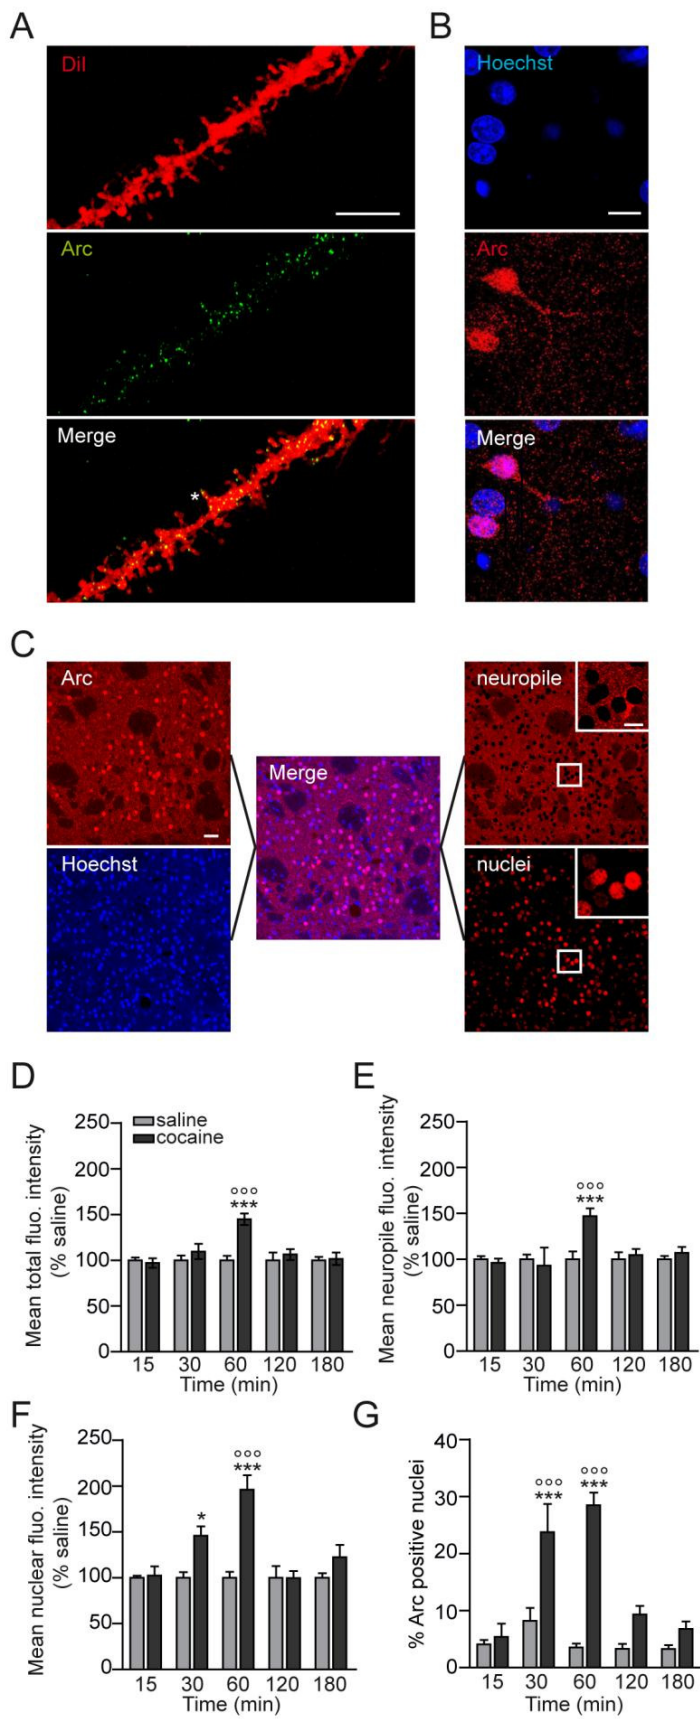 A
B
DiI
Hoechst
Arc
Arc
Merge
*
Merge
C
Arc
neuropile
Merge
Hoechst
nuclei
D
Mean total fluo. intensity
(% saline)
250
200
150
100
50
0
saline
cocaine
°°°
***
15 30 60 120 180
Time (min)
E
Mean neuropile fluo. intensity
(% saline)
250
200
150
100
50
0
°°°
***
15 30 60 120 180
Time (min)
F
Mean nuclear fluo. intensity
(% saline)
250
200
150
100
50
0
*
°°°
***
15 30 60 120 180
Time (min)
G
% Arc positive nuclei
40
30
20
10
0
°°°
***
°°°
***
15 30 60 120 180
Time (min)